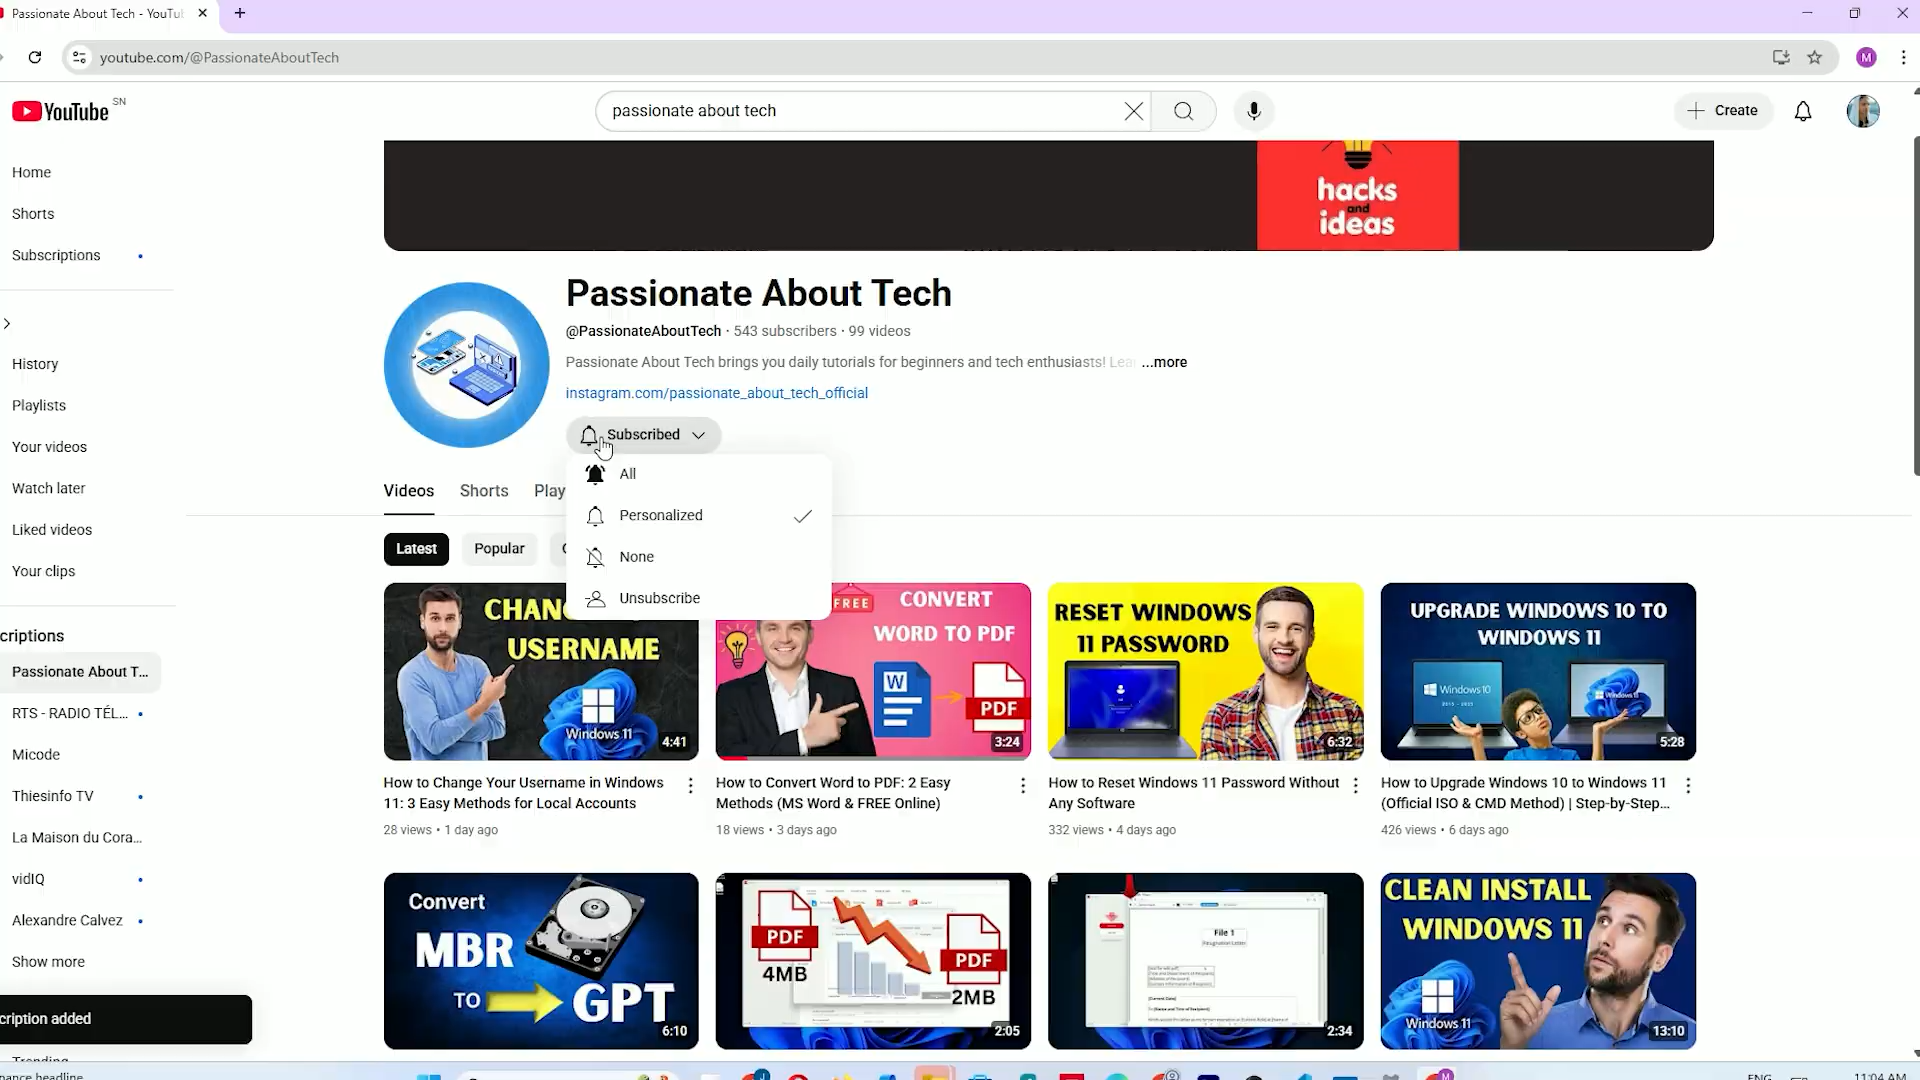 Passionate About Tech - YouTu
youtube.com/@PassionateAboutTech
M
YouTube SN
passionate about tech
Create
Home
Shorts
Subscriptions
History
Playlists
Your videos
Watch later
Liked videos
Your clips
criptions
Passionate About T...
RTS - RADIO TÉL...
Micode
Thiesinfo TV
La Maison du Cora...
vidIQ
Alexandre Calvez
Show more
cription added
hacks
and
ideas
Passionate About Tech
@PassionateAboutTech · 543 subscribers · 99 videos
Passionate About Tech brings you daily tutorials for beginners and tech enthusiasts! Lea ...more
instagram.com/passionate_about_tech_official
Subscribed
All
Personalized
None
Unsubscribe
Videos Shorts Play
Latest Popular
CHAN
USERNAME
Windows 11
4:41
How to Change Your Username in Windows
11: 3 Easy Methods for Local Accounts
28 views • 1 day ago
FREE
CONVERT
WORD TO PDF
W
PDF
3:24
How to Convert Word to PDF: 2 Easy
Methods (MS Word & FREE Online)
18 views • 3 days ago
RESET WINDOWS
11 PASSWORD
6:32
How to Reset Windows 11 Password Without
Any Software
332 views • 4 days ago
UPGRADE WINDOWS 10 TO
WINDOWS 11
Windows 10
2015 - 2025
Windows 11
5:28
How to Upgrade Windows 10 to Windows 11
(Official ISO & CMD Method) | Step-by-Step...
426 views • 6 days ago
Convert
MBR
TO GPT
6:10
PDF
4MB
PDF
2MB
2:05
File 1
Resignation Letter
2:34
CLEAN INSTALL
WINDOWS 11
Windows 11
13:10
ENG
11:04 AM